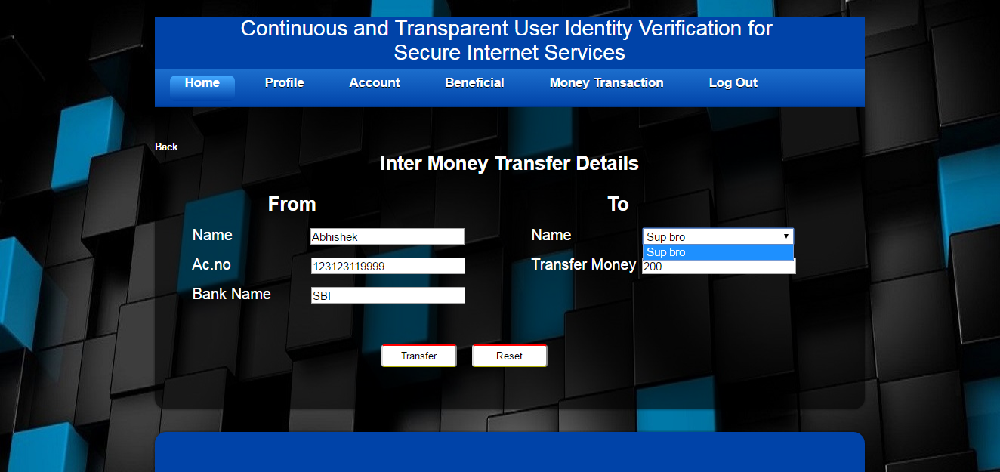 Continuous and Transparent User Identity Verification for
Secure Internet Services
Home Profile Account Beneficial Money Transaction Log Out
Back
Inter Money Transfer Details
From To
Name Abhishek Name Sup bro
Sup bro
Ac.no 123123119999 Transfer Money 200
Bank Name SBI
Transfer Reset